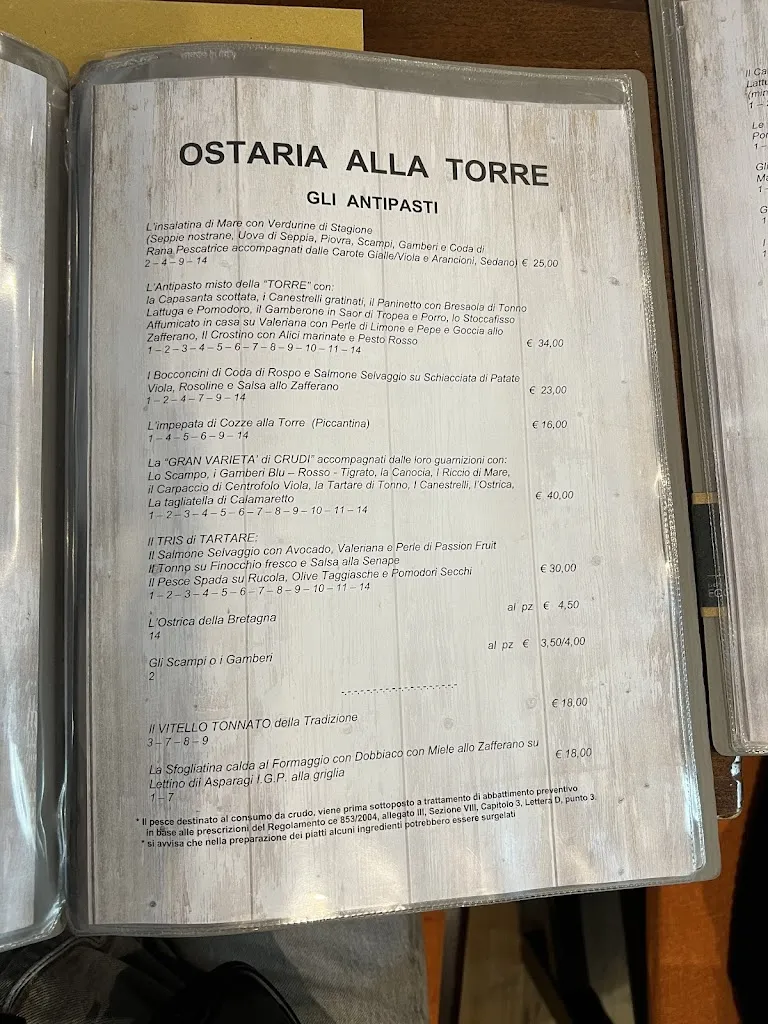 OSTARIA ALLA TORRE
GLI ANTIPASTI
L'insalatina di Mare con Verdurine di Stagione
(Seppie nostrane, Uova di Seppia, Piovra, Scampi, Gamberi e Coda di
Rana Pescatrice accompagnati dalle Carote Gialle/Viola e Arancioni, Sedano) € 25,00
2 – 4 – 9 – 14
L'Antipasto misto della "TORRE" con:
la Capasanta scottata, i Canestrelli gratinati, il Paninetto con Bresaola di Tonno
Lattuga e Pomodoro, il Gamberone in Saor di Tropea e Porro, lo Stoccafisso
Affumicato in casa su Valeriana con Perle di Limone e Pepe e Goccia allo
Zafferano, Il Crostino con Alici marinate e Pesto Rosso € 34,00
1 – 2 – 3 – 4 – 5 – 6 – 7 – 8 – 9 – 10 – 11 – 14
I Bocconcini di Coda di Rospo e Salmone Selvaggio su Schiacciata di Patate
Viola, Rosoline e Salsa allo Zafferano € 23,00
1 – 2 – 4 – 7 – 9 – 14
L'impepata di Cozze alla Torre (Piccantina) € 16,00
1 – 4 – 5 – 6 – 9 – 14
La "GRAN VARIETA' di CRUDI" accompagnati dalle loro guarnizioni con:
Lo Scampo, i Gamberi Blu – Rosso - Tigrato, la Canocia, I Riccio di Mare,
il Carpaccio di Centrofolo Viola, la Tartare di Tonno, I Canestrelli, l'Ostrica,
La tagliatella di Calamaretto € 40,00
1 – 2 – 3 – 4 – 5 – 6 – 7 – 8 – 9 – 10 – 11 – 14
Il TRIS di TARTARE:
Il Salmone Selvaggio con Avocado, Valeriana e Perle di Passion Fruit
Il Tonno su Finocchio fresco e Salsa alla Senape
Il Pesce Spada su Rucola, Olive Taggiasche e Pomodori Secchi € 30,00
1 – 2 – 3 – 4 – 5 – 6 – 7 – 8 – 9 – 10 – 11 – 14
L'Ostrica della Bretagna al pz € 4,50
14
Gli Scampi o i Gamberi al pz € 3,50/4,00
2
-.-.-.-.-.-.-.-.-.-.-.-.-.-.-.-.-.-.-
Il VITELLO TONNATO della Tradizione € 18,00
3 – 7 – 8 – 9
La Sfogliatina calda al Formaggio con Dobbiaco con Miele allo Zafferano su
Lettino dii Asparagi I.G.P. alla griglia € 18,00
1 – 7
* Il pesce destinato al consumo da crudo, viene prima sottoposto a trattamento di abbattimento preventivo
in base alle prescrizioni del Regolamento ce 853/2004, allegato III, Sezione VIII, Capitolo 3, Lettera D, punto 3.
* si avvisa che nella preparazione dei piatti alcuni ingredienti potrebbero essere surgelati